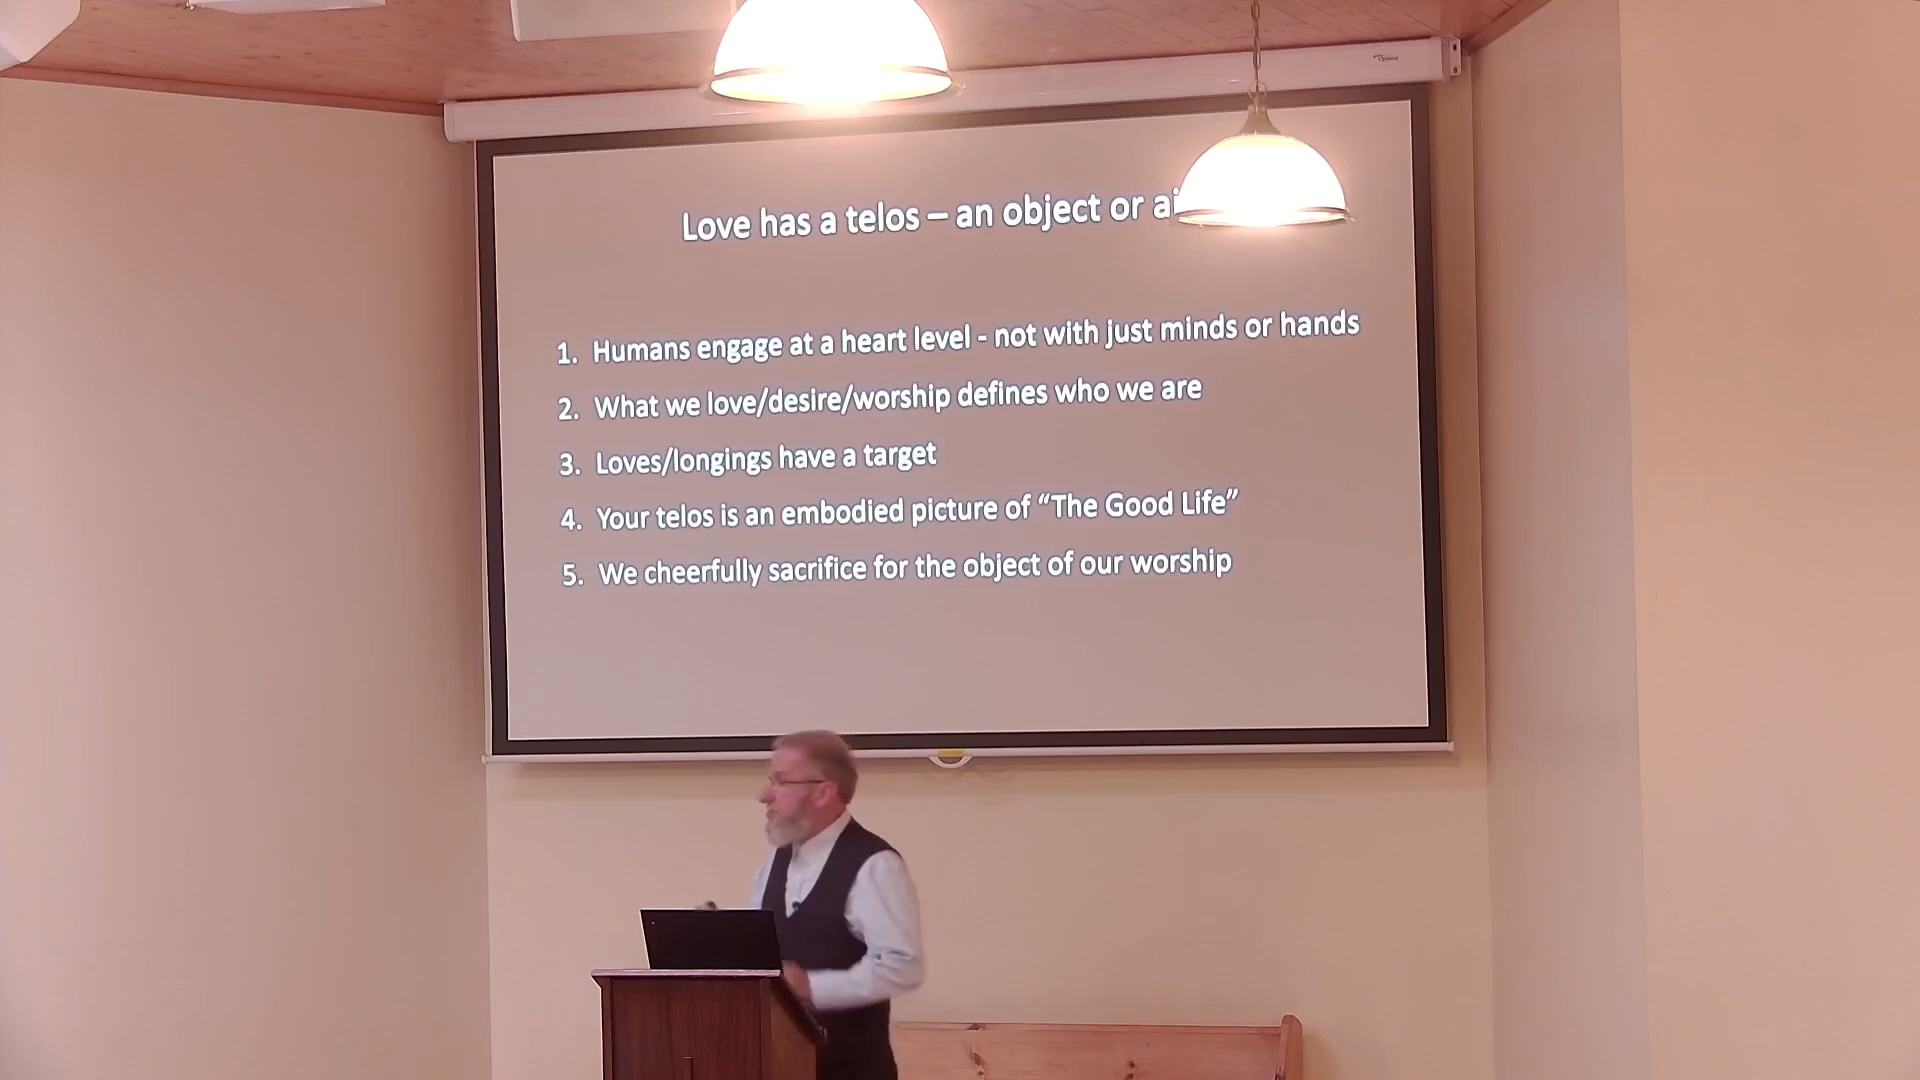 Love has a telos – an object or
1. Humans engage at a heart level - not with just minds or hands
2. What we love/desire/worship defines who we are
3. Loves/longings have a target
4. Your telos is an embodied picture of “The Good Life”
5. We cheerfully sacrifice for the object of our worship